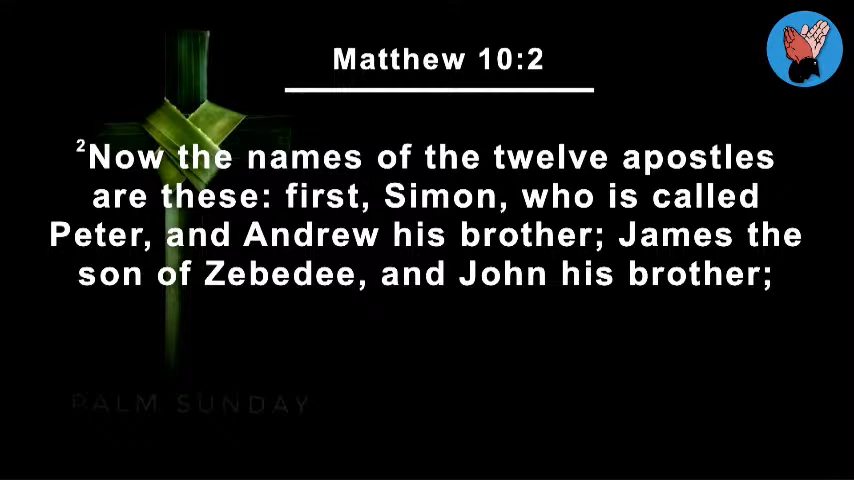 Matthew 10:2
²Now the names of the twelve apostles
are these: first, Simon, who is called
Peter, and Andrew his brother; James the
son of Zebedee, and John his brother;
PALM SUNDAY